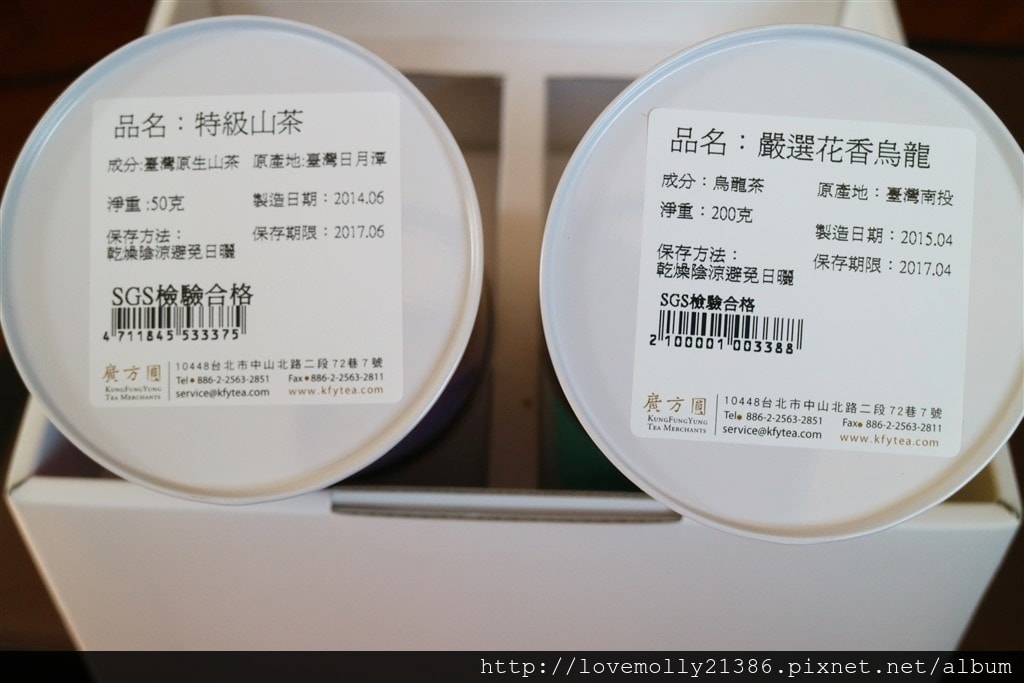 品名：特級山茶
成分:臺灣原生山茶 原產地:臺灣日月潭
淨重:50克 製造日期：2014.06
保存方法： 保存期限：2017.06
乾燥陰涼避免日曬
SGS檢驗合格
4 711845 533375
廣方圓
KUNGFUNGYUNG
TEA MERCHANTS
10448台北市中山北路二段72巷7號
Tel●886-2-2563-2851 Fax●886-2-2563-2811
service@kfytea.com www.kfytea.com
品名：嚴選花香烏龍
成分：烏龍茶 原產地：臺灣南投
淨重：200克 製造日期：2015.04
保存方法： 保存期限：2017.04
乾燥陰涼避免日曬
SGS檢驗合格
2 100001 003388
廣方圓
KUNGFUNGYUNG
TEA MERCHANTS
10448台北市中山北路二段72巷7號
Tel●886-2-2563-2851 Fax●886-2-2563-2811
service@kfytea.com www.kfytea.com
http://lovemolly21386.pixnet.net/album